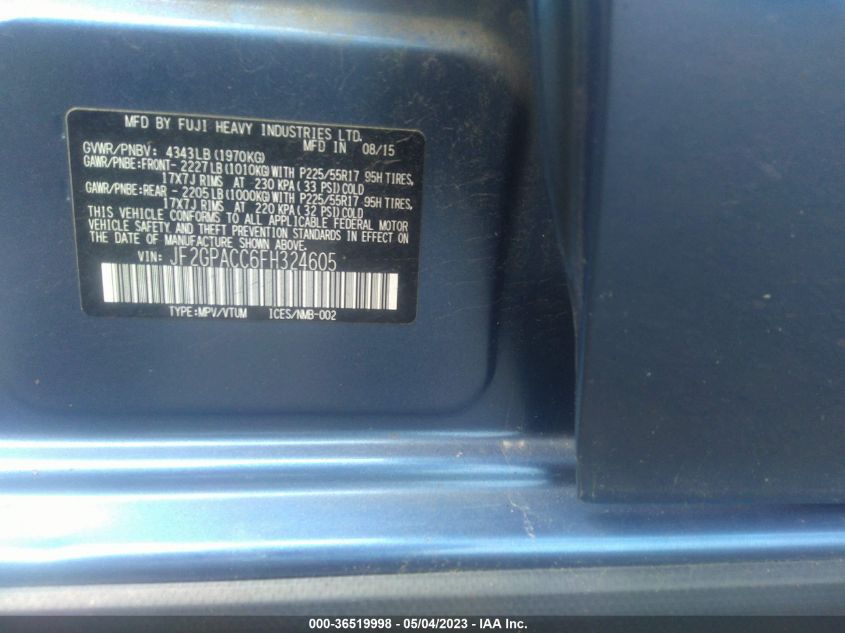 MFD BY FUJI HEAVY INDUSTRIES LTD.
GVWR/PNBV: 4343LB(1970KG) MFD IN 08/15
GAWR/PNBE:FRONT- 2227LB(1010KG)WITH P225/55R17 95H TIRES,
17X7J RIMS AT 230 KPA(33 PSI)COLD
GAWR/PNBE:REAR - 2205LB(1000KG)WITH P225/55R17 95H TIRES,
17X7J RIMS AT 220 KPA(32 PSI)COLD
THIS VEHICLE CONFORMS TO ALL APPLICABLE FEDERAL MOTOR
VEHICLE SAFETY, AND THEFT PREVENTION STANDARDS IN EFFECT ON
THE DATE OF MANUFACTURE SHOWN ABOVE.
VIN: JF2GPACC6FH324605
TYPE:MPV/VTUM ICES/NMB-002
000-36519998 - 05/04/2023 - IAA Inc.